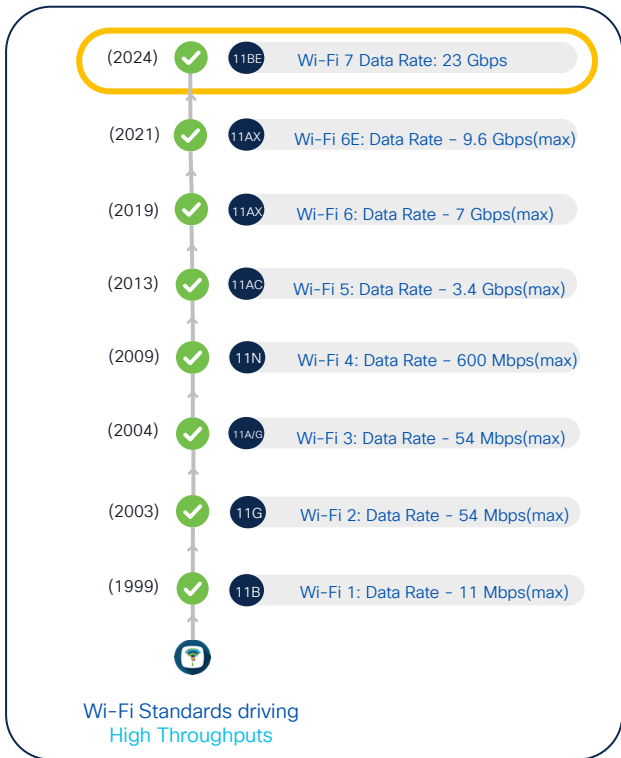 (2024) 11BE Wi-Fi 7 Data Rate: 23 Gbps
(2021) 11AX Wi-Fi 6E: Data Rate – 9.6 Gbps(max)
(2019) 11AX Wi-Fi 6: Data Rate - 7 Gbps(max)
(2013) 11AC Wi-Fi 5: Data Rate – 3.4 Gbps(max)
(2009) 11N Wi-Fi 4: Data Rate - 600 Mbps(max)
(2004) 11A/G Wi-Fi 3: Data Rate - 54 Mbps(max)
(2003) 11G Wi-Fi 2: Data Rate - 54 Mbps(max)
(1999) 11B Wi-Fi 1: Data Rate - 11 Mbps(max)
Wi-Fi Standards driving
High Throughputs